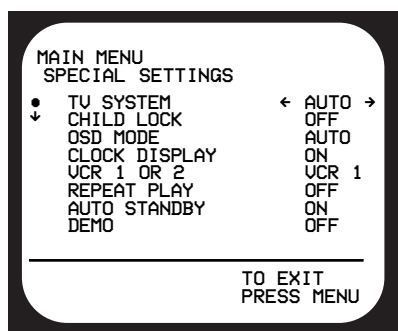 MAIN MENU
SPECIAL SETTINGS
● TV SYSTEM ← AUTO →
↓ CHILD LOCK OFF
OSD MODE AUTO
CLOCK DISPLAY ON
VCR 1 OR 2 VCR 1
REPEAT PLAY OFF
AUTO STANDBY ON
DEMO OFF
TO EXIT
PRESS MENU